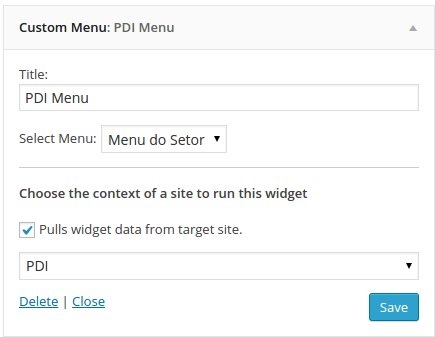 Custom Menu: PDI Menu
Title:
PDI Menu
Select Menu: Menu do Setor
Choose the context of a site to run this widget
Pulls widget data from target site.
PDI
Delete | Close Save